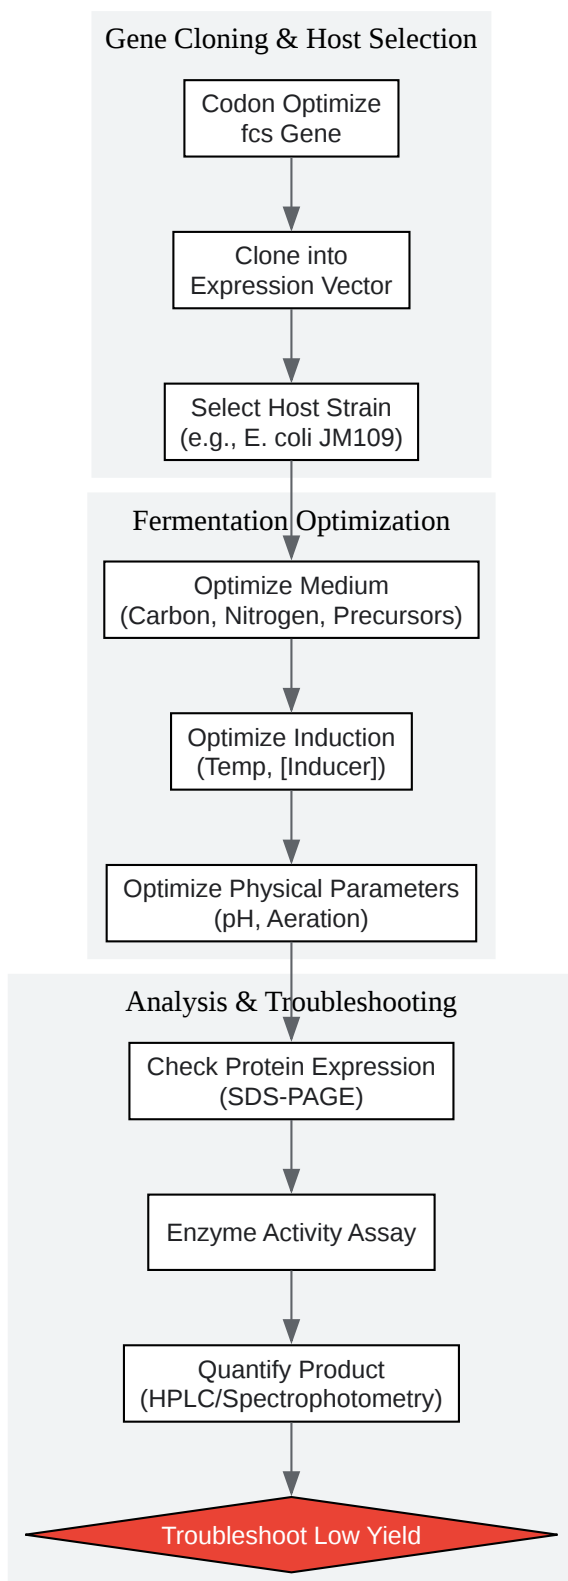 Gene Cloning & Host Selection
Codon Optimize
fcs Gene
Clone into
Expression Vector
Select Host Strain
(e.g., E. coli JM109)
Fermentation Optimization
Optimize Medium
(Carbon, Nitrogen, Precursors)
Optimize Induction
(Temp, [Inducer])
Optimize Physical Parameters
(pH, Aeration)
Analysis & Troubleshooting
Check Protein Expression
(SDS-PAGE)
Enzyme Activity Assay
Quantify Product
(HPLC/Spectrophotometry)
Troubleshoot Low Yield